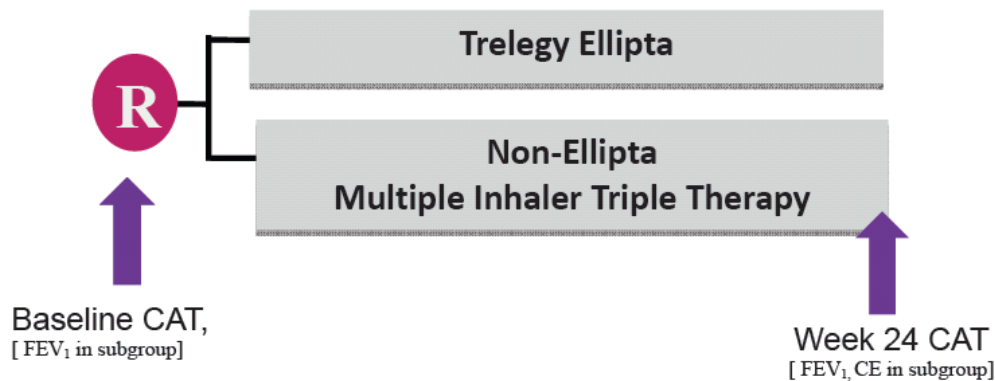 Trelegy Ellipta
R
Non-Ellipta
Multiple Inhaler Triple Therapy
Baseline CAT,
[ FEV₁ in subgroup]
Week 24 CAT
[ FEV₁, CE in subgroup]